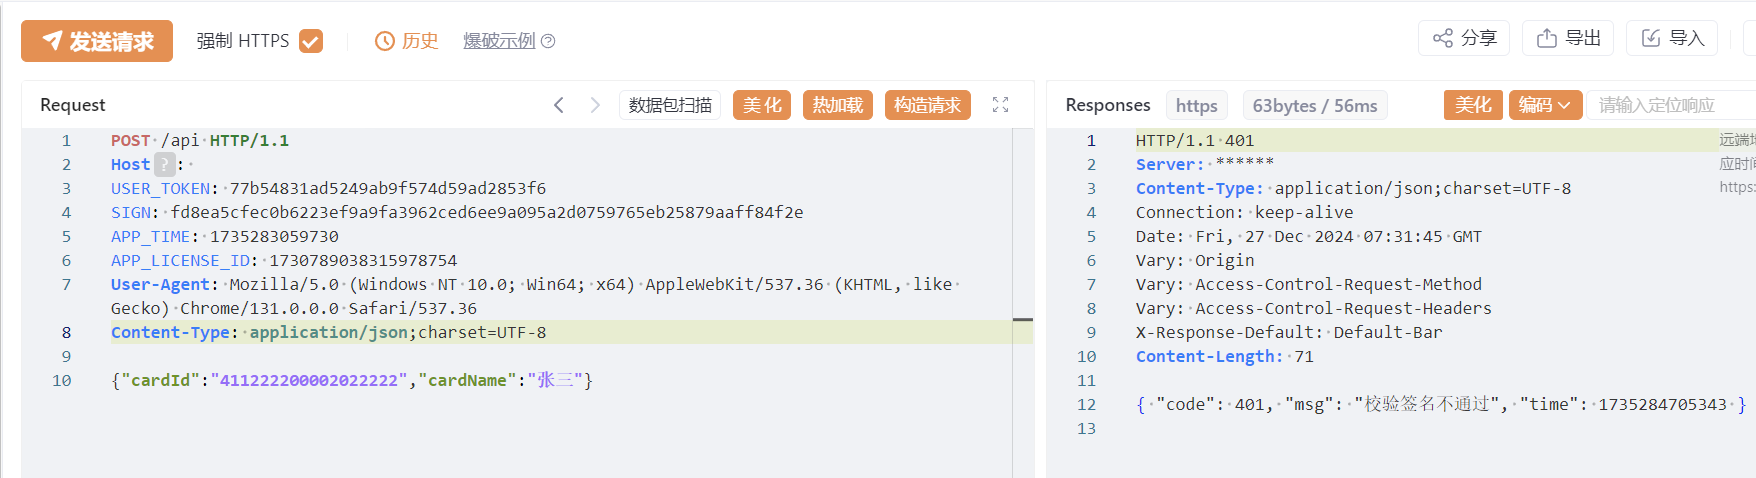 发送请求 强制 HTTPS 历史 爆破示例 分享 导出 导入
Request 数据包扫描 美化 热加载 构造请求
1 POST /api HTTP/1.1
2 Host ? :
3 USER_TOKEN: 77b54831ad5249ab9f574d59ad2853f6
4 SIGN: fd8ea5cfec0b6223ef9a9fa3962ced6ee9a095a2d0759765eb25879aaff84f2e
5 APP_TIME: 1735283059730
6 APP_LICENSE_ID: 1730789038315978754
7 User-Agent: Mozilla/5.0 (Windows NT 10.0; Win64; x64) AppleWebKit/537.36 (KHTML, like
Gecko) Chrome/131.0.0.0 Safari/537.36
8 Content-Type: application/json;charset=UTF-8
9
10 {"cardId":"411222200002022222","cardName":"张三"}
Responses https 63bytes / 56ms 美化 编码 请输入定位响应
1 HTTP/1.1 401
2 Server: ******
3 Content-Type: application/json;charset=UTF-8
4 Connection: keep-alive
5 Date: Fri, 27 Dec 2024 07:31:45 GMT
6 Vary: Origin
7 Vary: Access-Control-Request-Method
8 Vary: Access-Control-Request-Headers
9 X-Response-Default: Default-Bar
10 Content-Length: 71
11
12 { "code": 401, "msg": "校验签名不通过", "time": 1735284705343 }
13
远端
应时间
https: